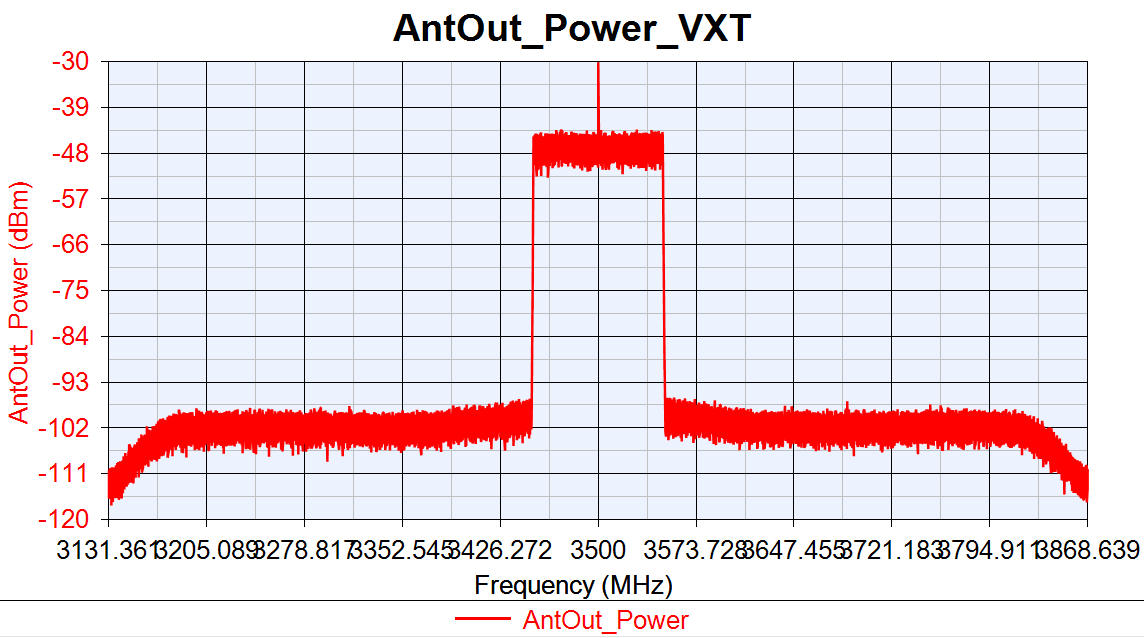 AntOut_Power_VXT
AntOut_Power (dBm)
-30
-39
-48
-57
-66
-75
-84
-93
-102
-111
-120
3131.361 3205.089 3278.817 3352.545 3426.272 3500 3573.728 3647.455 3721.183 3794.911 3868.639
Frequency (MHz)
AntOut_Power